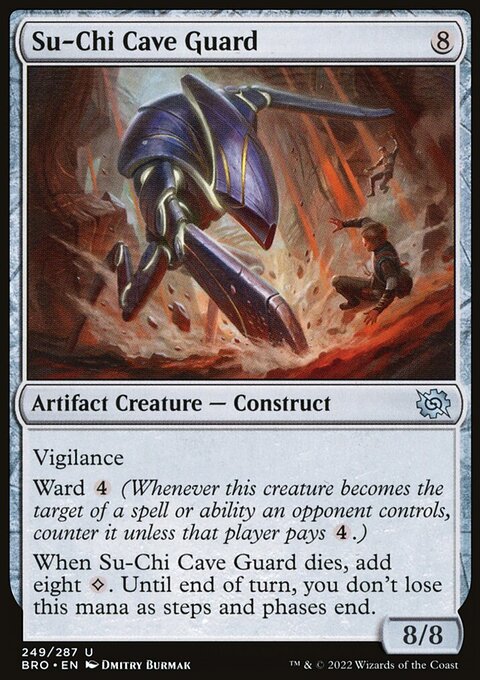 Su-Chi Cave Guard 8
Artifact Creature — Construct
Vigilance
Ward 4 (Whenever this creature becomes the
target of a spell or ability an opponent controls,
counter it unless that player pays 4.)
When Su-Chi Cave Guard dies, add
eight ◇. Until end of turn, you don't lose
this mana as steps and phases end.
8/8
249/287 U
BRO • EN Dmitry Burmak
™ & © 2022 Wizards of the Coast